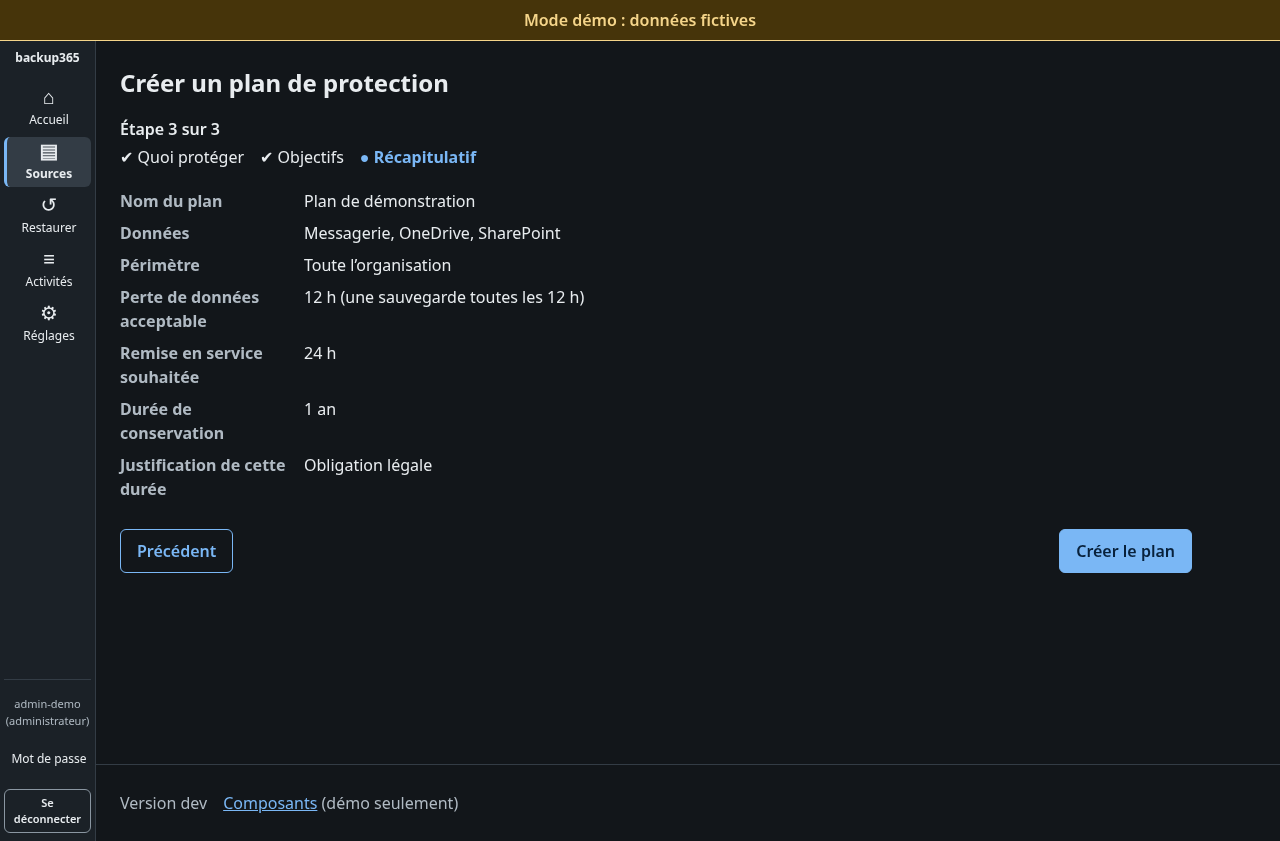 Mode démo : données fictives
backup365
Accueil
Sources
Restaurer
Activités
Réglages
admin-demo
(administrateur)
Mot de passe
Se
déconnecter
Créer un plan de protection
Étape 3 sur 3
✔ Quoi protéger ✔ Objectifs ● Récapitulatif
Nom du plan Plan de démonstration
Données Messagerie, OneDrive, SharePoint
Périmètre Toute l’organisation
Perte de données 12 h (une sauvegarde toutes les 12 h)
acceptable
Remise en service 24 h
souhaitée
Durée de 1 an
conservation
Justification de cette Obligation légale
durée
Précédent Créer le plan
Version dev Composants (démo seulement)